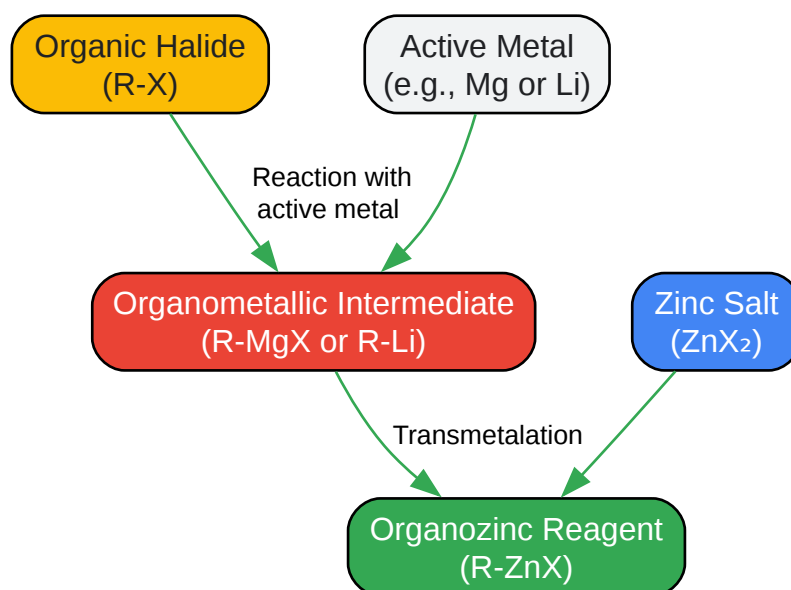 Organic Halide
(R-X)
Active Metal
(e.g., Mg or Li)
Reaction with
active metal
Organometallic Intermediate
(R-MgX or R-Li)
Zinc Salt
(ZnX₂)
Transmetalation
Organozinc Reagent
(R-ZnX)